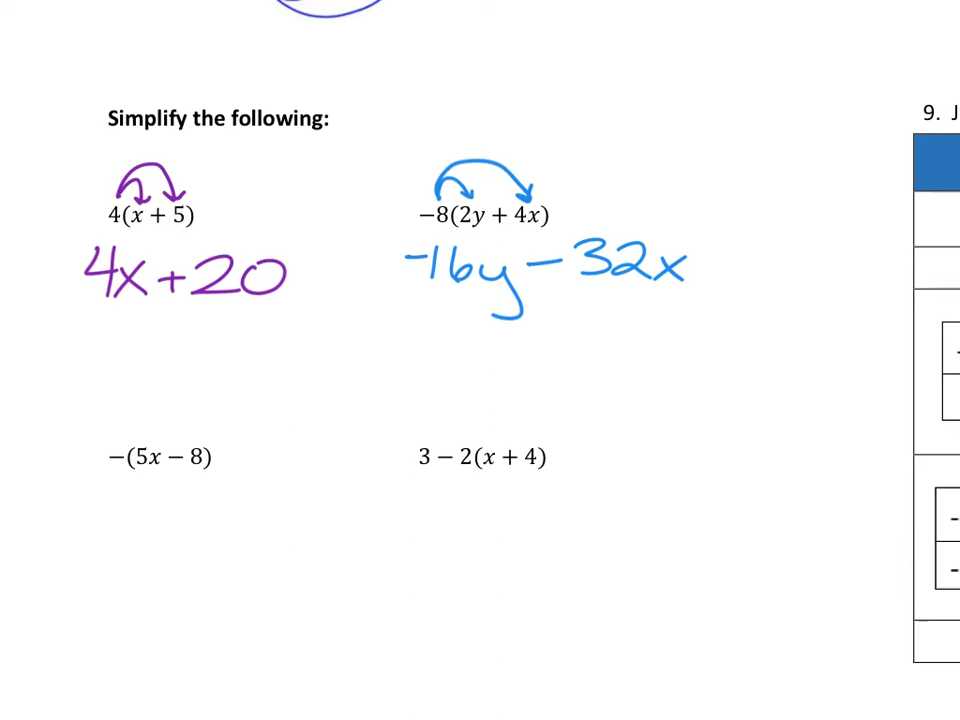 Simplify the following:
9. J
4(x + 5)
−8(2y + 4x)
4x+20
-16y - 32x
−(5x − 8)
3 − 2(x + 4)
-
-
-